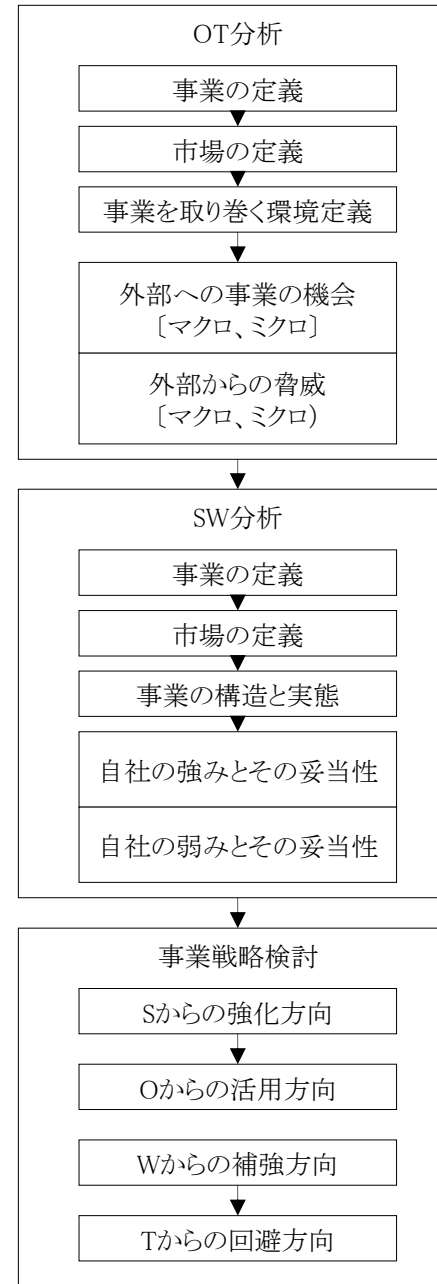 OT分析
事業の定義
市場の定義
事業を取り巻く環境定義
外部への事業の機会
〔マクロ、ミクロ〕
外部からの脅威
〔マクロ、ミクロ)
SW分析
事業の定義
市場の定義
事業の構造と実態
自社の強みとその妥当性
自社の弱みとその妥当性
事業戦略検討
Sからの強化方向
Oからの活用方向
Wからの補強方向
Tからの回避方向